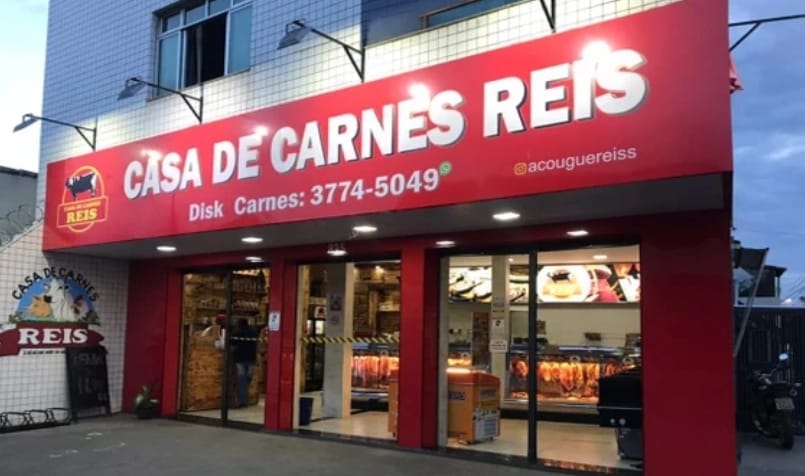 CASA DE CARNES REIS
Disk Carnes: 3774-5049
acouguereiss
CASA DE CARNES
REIS
CASA DE CARNES
REIS